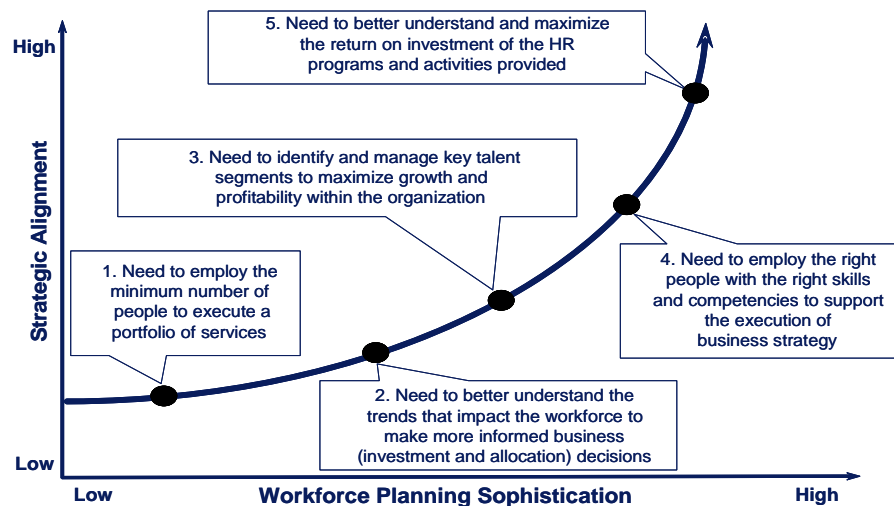 5. Need to better understand and maximize
the return on investment of the HR
programs and activities provided
High
3. Need to identify and manage key talent
segments to maximize growth and
profitability within the organization
Strategic Alignment
1. Need to employ the
minimum number of
people to execute a
portfolio of services
4. Need to employ the right
people with the right skills
and competencies to support
the execution of
business strategy
2. Need to better understand the
trends that impact the workforce to
make more informed business
(investment and allocation) decisions
Low
Low
Workforce Planning Sophistication
High